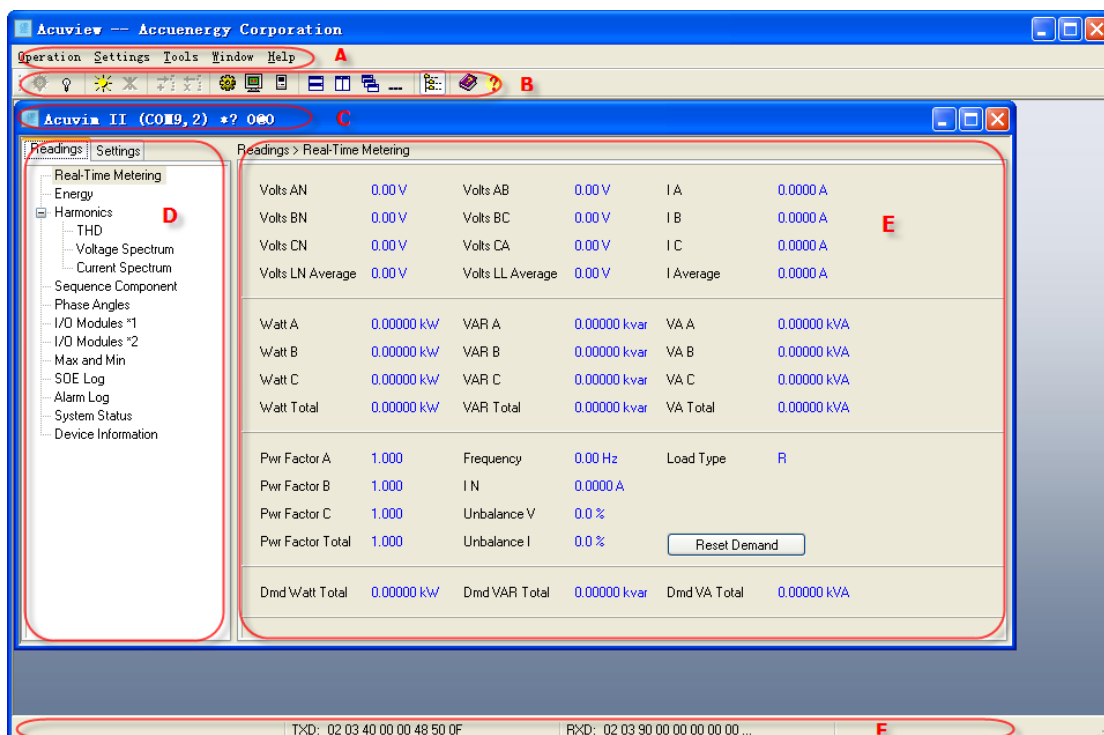 Acuview -- Accuenergy Corporation
Operation Settings Tools Window Help A
B
Acuvim II (COM9,2) *? O@O C
Readings Settings
Readings > Real-Time Metering
Real-Time Metering
Energy
Harmonics
THD
Voltage Spectrum
Current Spectrum
Sequence Component
Phase Angles
I/O Modules *1
I/O Modules *2
Max and Min
SOE Log
Alarm Log
System Status
Device Information
D
E
Volts AN 0.00 V Volts AB 0.00 V I A 0.0000 A
Volts BN 0.00 V Volts BC 0.00 V I B 0.0000 A
Volts CN 0.00 V Volts CA 0.00 V I C 0.0000 A
Volts LN Average 0.00 V Volts LL Average 0.00 V I Average 0.0000 A
Watt A 0.00000 kW VAR A 0.00000 kvar VA A 0.00000 kVA
Watt B 0.00000 kW VAR B 0.00000 kvar VA B 0.00000 kVA
Watt C 0.00000 kW VAR C 0.00000 kvar VA C 0.00000 kVA
Watt Total 0.00000 kW VAR Total 0.00000 kvar VA Total 0.00000 kVA
Pwr Factor A 1.000 Frequency 0.00 Hz Load Type R
Pwr Factor B 1.000 I N 0.0000 A
Pwr Factor C 1.000 Unbalance V 0.0 %
Pwr Factor Total 1.000 Unbalance I 0.0 % Reset Demand
Dmd Watt Total 0.00000 kW Dmd VAR Total 0.00000 kvar Dmd VA Total 0.00000 kVA
TXD: 02 03 40 00 00 48 50 0F RXD: 02 03 90 00 00 00 00 00 ... F